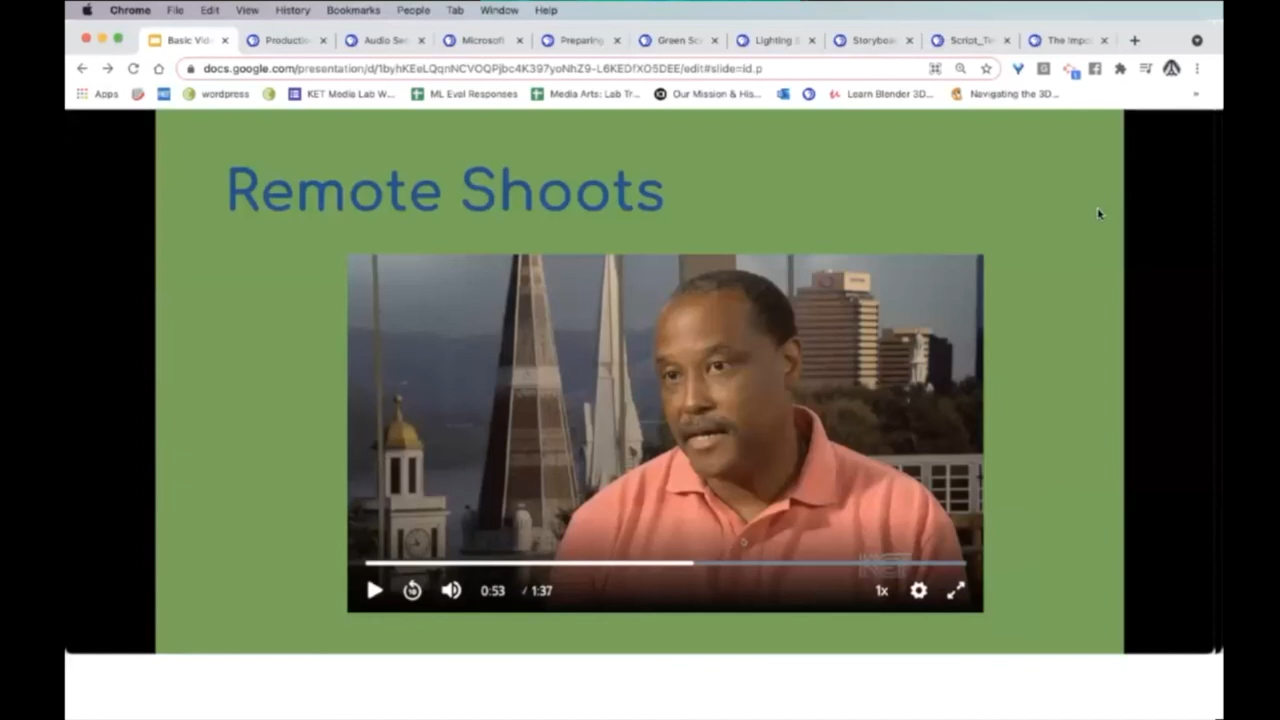 Chrome File Edit View History Bookmarks People Tab Window Help
Basic Vid Productio Audio Sec Microsof Preparing Green Sc Lighting Storyboa Script_Te The Impo
docs.google.com/presentation/d/1byhKEeLQqnNCVOQPjbc4K397yoNhZ9-L6KEDfXO5DEE/edit#slide=id.p
Apps wordpress KET Media Lab W... ML Eval Responses Media Arts: Lab Tr... Our Mission & His... Learn Blender 3D... Navigating the 3D... »
Remote Shoots
KET
0:53 / 1:37 1x